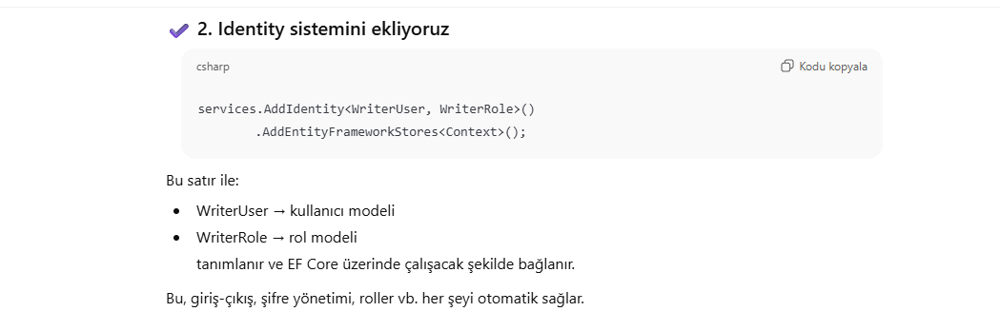 ✔ 2. Identity sistemini ekliyoruz
csharp
Kodu kopyala
services.AddIdentity<WriterUser, WriterRole>()
        .AddEntityFrameworkStores<Context>();
Bu satır ile:
• WriterUser → kullanıcı modeli
• WriterRole → rol modeli
tanımlanır ve EF Core üzerinde çalışacak şekilde bağlanır.
Bu, giriş-çıkış, şifre yönetimi, roller vb. her şeyi otomatik sağlar.